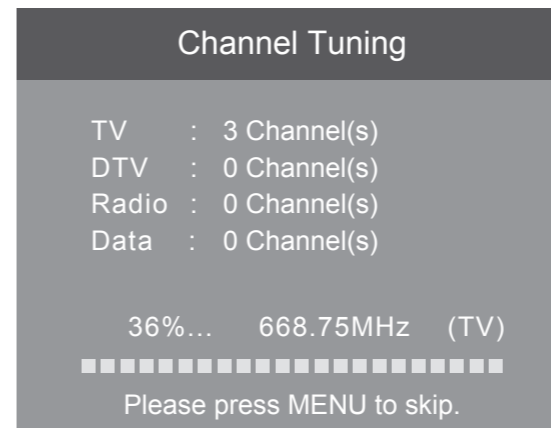 Channel Tuning
TV : 3 Channel(s)
DTV : 0 Channel(s)
Radio : 0 Channel(s)
Data : 0 Channel(s)
36%... 668.75MHz (TV)
Please press MENU to skip.